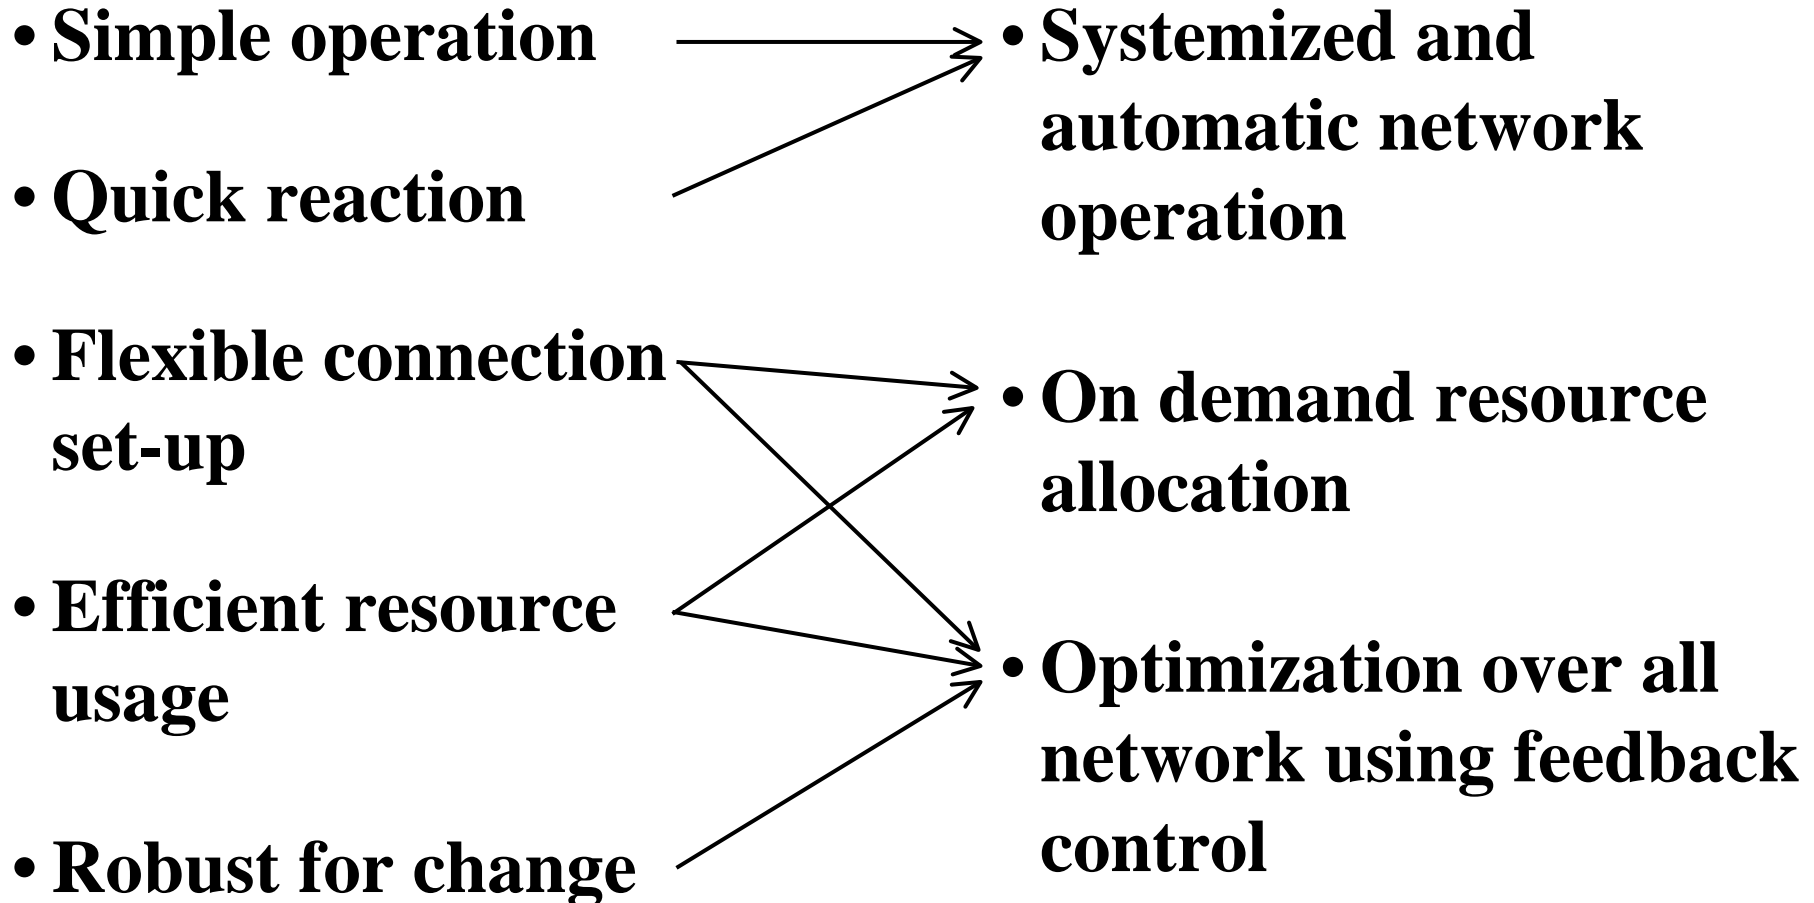 • Simple operation
• Quick reaction
• Flexible connection
set-up
• Efficient resource
usage
• Robust for change
• Systemized and
automatic network
operation
• On demand resource
allocation
• Optimization over all
network using feedback
control